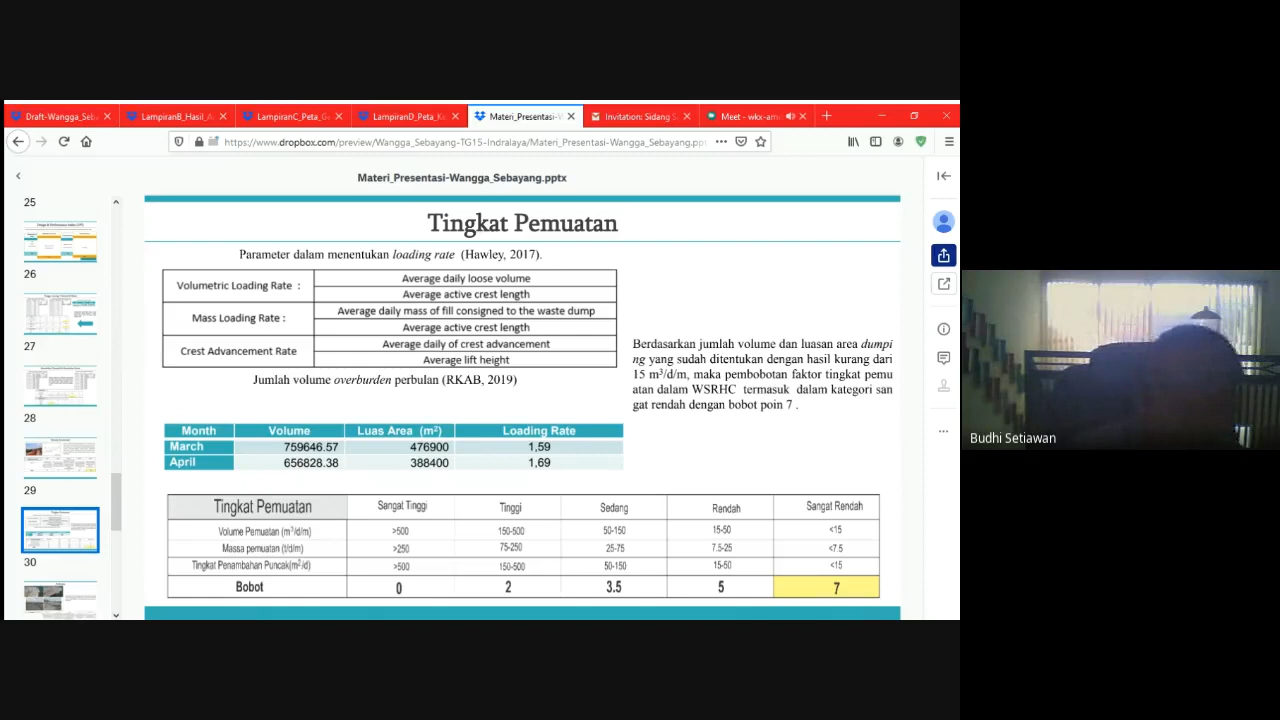 Draft-Wangga_Seb
LampiranB_Hasil_A
LampiranC_Peta_G
LampiranD_Peta_K
Materi_Presentasi-W
Invitation: Sidang S
Meet - wkx-am
https://www.dropbox.com/preview/Wangga_Sebayang-TG15-Indralaya/Materi_Presentasi-Wangga_Sebayang.pp
Materi_Presentasi-Wangga_Sebayang.pptx
25
26
27
28
29
30
Tingkat Pemuatan
Parameter dalam menentukan loading rate (Hawley, 2017).
Volumetric Loading Rate : Average daily loose volume
Average active crest length
Mass Loading Rate : Average daily mass of fill consigned to the waste dump
Average active crest length
Crest Advancement Rate Average daily of crest advancement
Average lift height
Jumlah volume overburden perbulan (RKAB, 2019)
Berdasarkan jumlah volume dan luasan area dumpi
ng yang sudah ditentukan dengan hasil kurang dari
15 m³/d/m, maka pembobotan faktor tingkat pemu
atan dalam WSRHC termasuk dalam kategori san
gat rendah dengan bobot poin 7 .
Month Volume Luas Area (m²) Loading Rate
March 759646.57 476900 1,59
April 656828.38 388400 1,69
Tingkat Pemuatan Sangat Tinggi Tinggi Sedang Rendah Sangat Rendah
Volume Pemuatan (m³/d/m) >500 150-500 50-150 15-50 <15
Massa pemuatan (t/d/m) >250 75-250 25-75 7.5-25 <7.5
Tingkat Penambahan Puncak(m²/d) >500 150-500 50-150 15-50 <15
Bobot 0 2 3.5 5 7
Budhi Setiawan